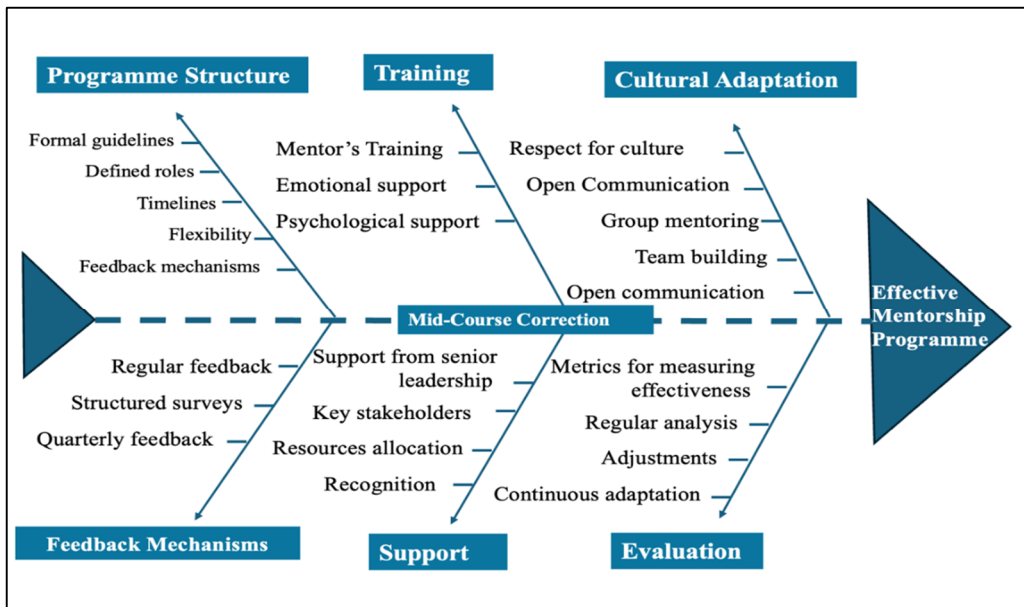 Programme Structure
Training
Cultural Adaptation
Formal guidelines
Defined roles
Timelines
Flexibility
Feedback mechanisms
Mentor's Training
Emotional support
Psychological support
Respect for culture
Open Communication
Group mentoring
Team building
Open communication
Mid-Course Correction
Effective
Mentorship
Programme
Regular feedback
Structured surveys
Quarterly feedback
Support from senior
leadership
Key stakeholders
Resources allocation
Recognition
Metrics for measuring
effectiveness
Regular analysis
Adjustments
Continuous adaptation
Feedback Mechanisms
Support
Evaluation